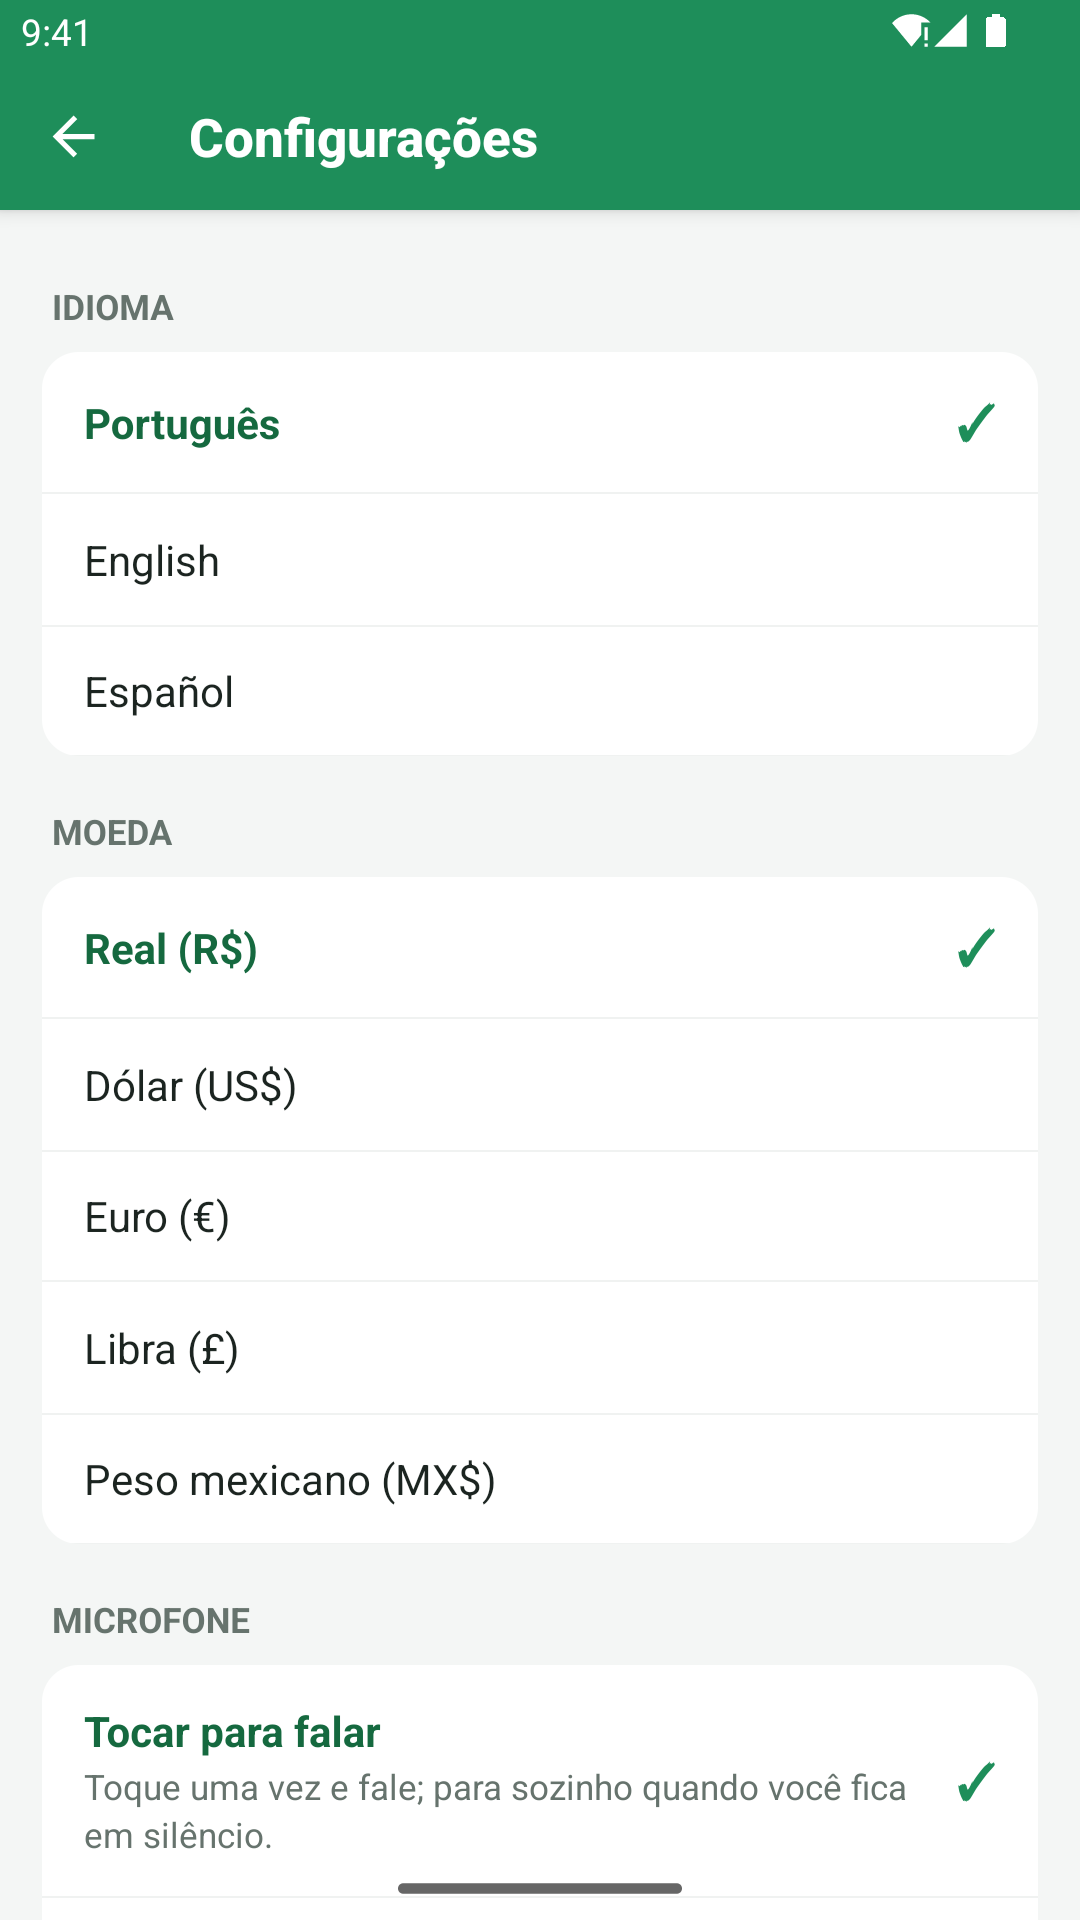 9:41
Configurações
IDIOMA
Português
English
Español
MOEDA
Real (R$)
Dólar (US$)
Euro (€)
Libra (£)
Peso mexicano (MX$)
MICROFONE
Tocar para falar
Toque uma vez e fale; para sozinho quando você fica
em silêncio.